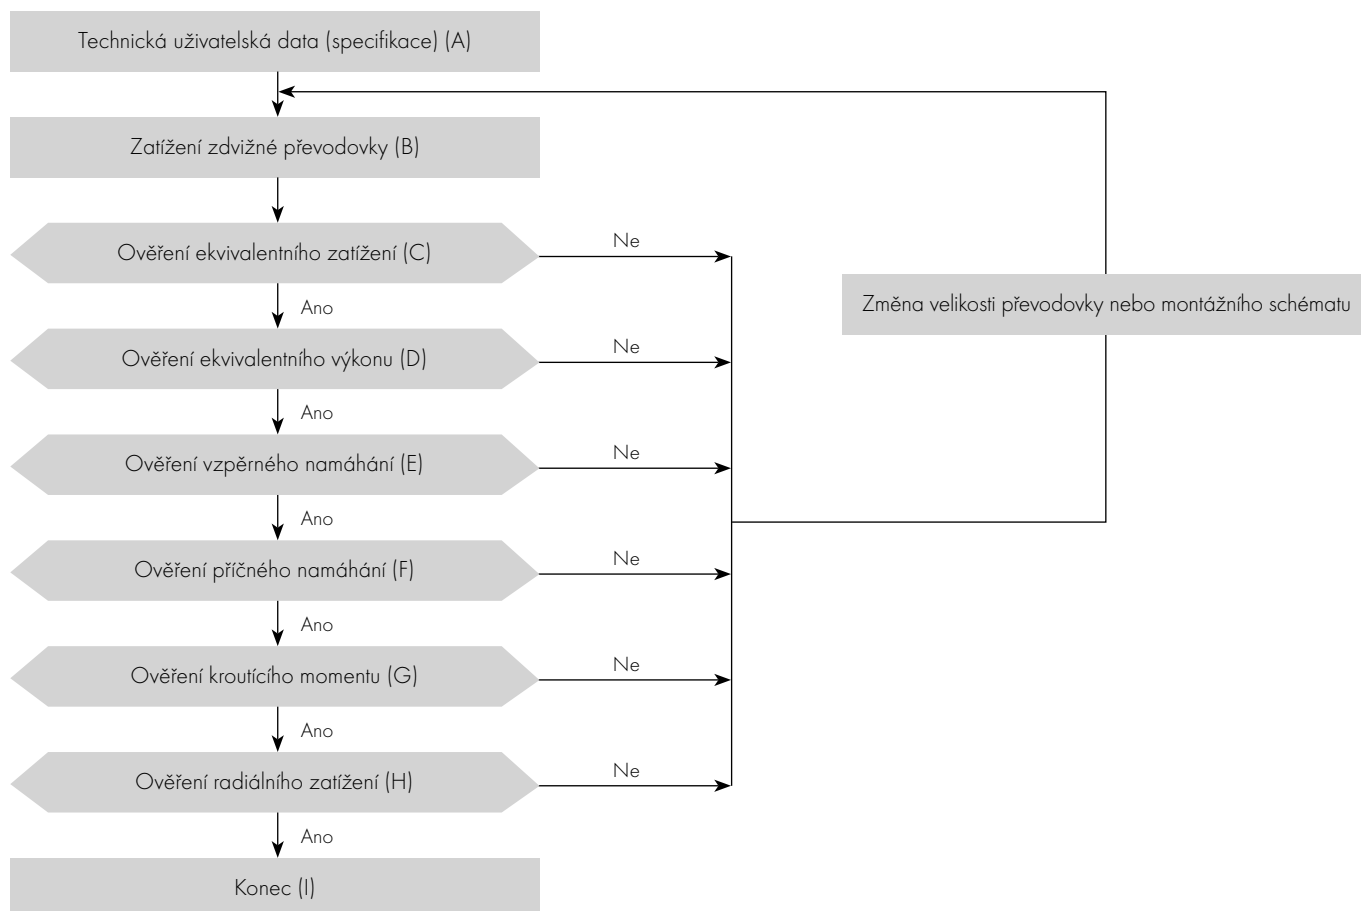 Technická uživatelská data (specifikace) (A)
Zatížení zdvižné převodovky (B)
Ověření ekvivalentního zatížení (C)
Ne
Změna velikosti převodovky nebo montážního schématu
Ano
Ověření ekvivalentního výkonu (D)
Ne
Ano
Ověření vzpěrného namáhání (E)
Ne
Ano
Ověření příčného namáhání (F)
Ne
Ano
Ověření kroutícího momentu (G)
Ne
Ano
Ověření radiálního zatížení (H)
Ne
Ano
Konec (I)